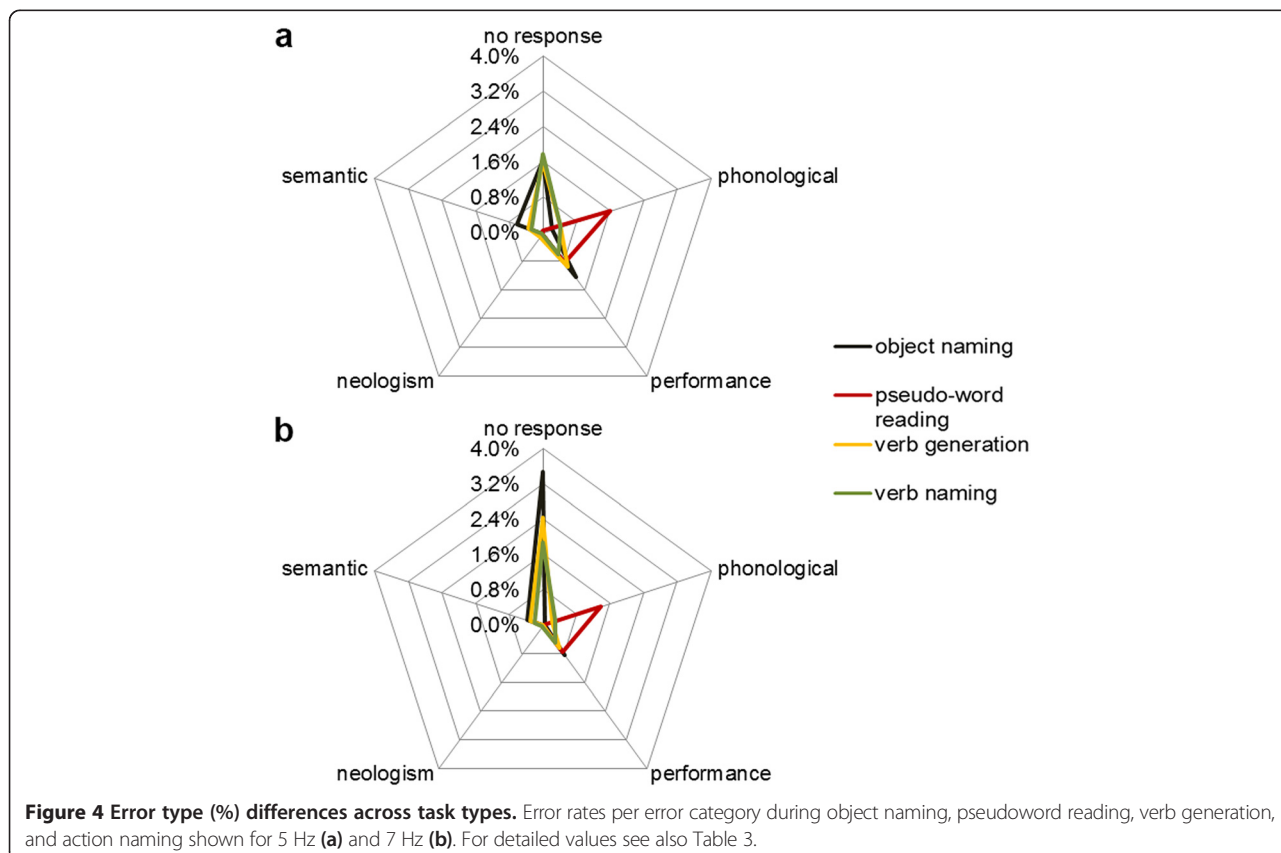 a
no response
4.0%
3.2%
2.4%
1.6%
0.8%
0.0%
semantic
phonological
neologism
performance
object naming
pseudo-word
reading
verb generation
verb naming
b
no response
4.0%
3.2%
2.4%
1.6%
0.8%
0.0%
semantic
phonological
neologism
performance
Figure 4 Error type (%) differences across task types. Error rates per error category during object naming, pseudoword reading, verb generation,
and action naming shown for 5 Hz (a) and 7 Hz (b). For detailed values see also Table 3.